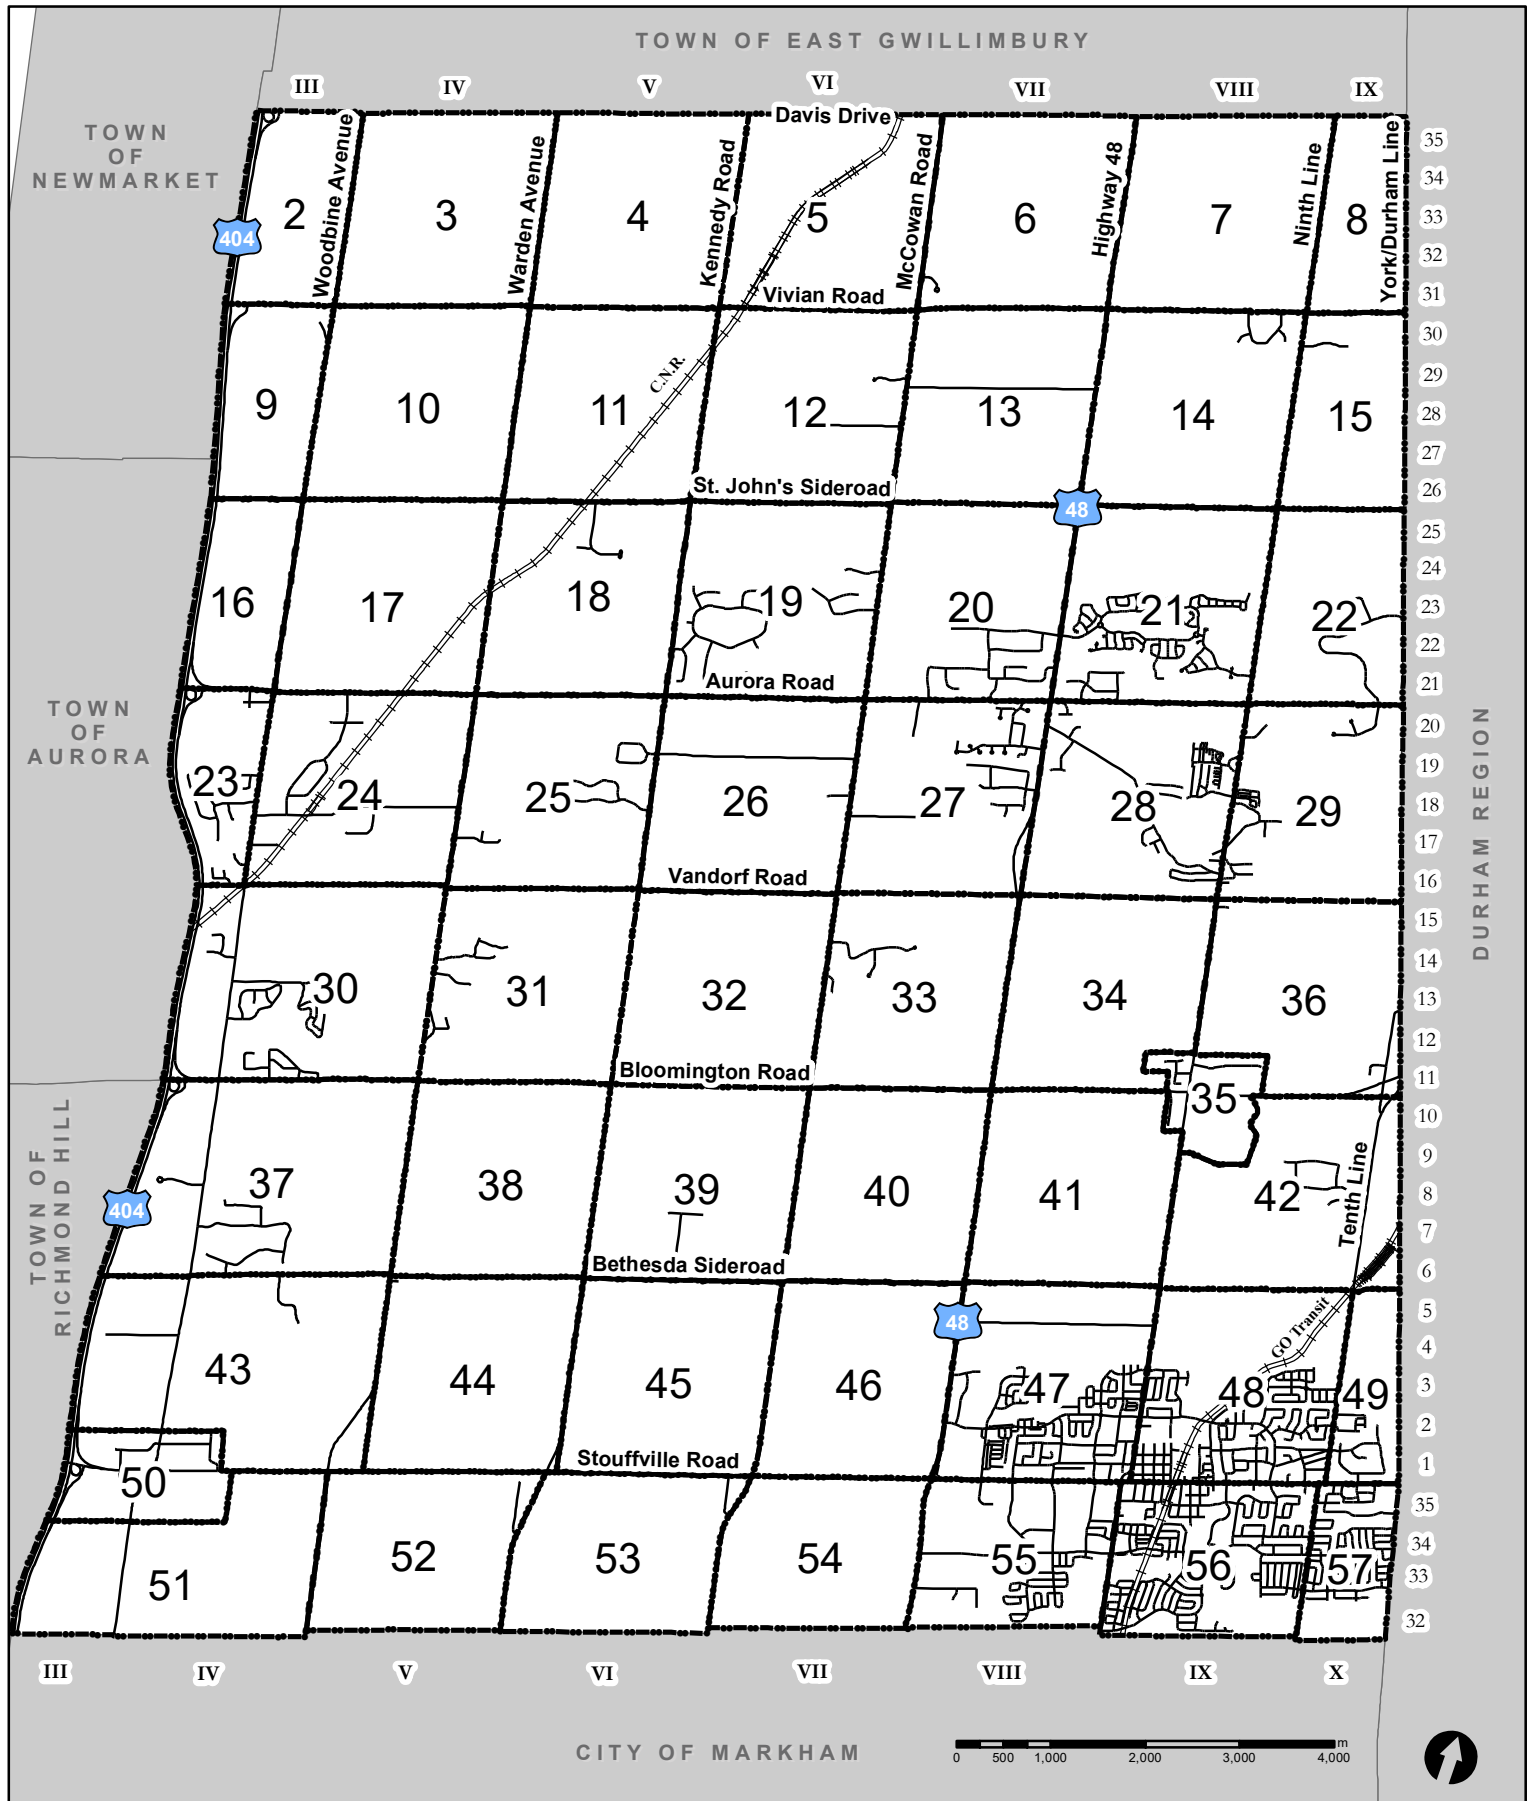 TOWN OF EAST GWILLIMBURY
III
IV
V
VI
VII
VIII
IX
Davis Drive
TOWN
OF
NEWMARKET
Woodbine Avenue
Warden Avenue
Kennedy Road
McCowan Road
Highway 48
Ninth Line
York/Durham Line
35
34
33
32
31
2
3
4
5
6
7
8
404
Vivian Road
30
29
28
27
26
C.N.R.
9
10
11
12
13
14
15
St. John's Sideroad
48
25
24
23
22
21
16
17
18
19
20
21
22
Aurora Road
TOWN
OF
AURORA
DURHAM REGION
20
19
18
17
16
23
24
25
26
27
28
29
Vandorf Road
15
14
13
12
11
30
31
32
33
34
36
35
Bloomington Road
TOWN OF
RICHMOND HILL
404
10
9
8
7
6
37
38
39
40
41
42
Tenth Line
Bethesda Sideroad
48
GO Transit
5
4
3
2
1
43
44
45
46
47
48
49
Stouffville Road
50
35
34
33
32
51
52
53
54
55
56
57
III
IV
V
VI
VII
VIII
IX
X
CITY OF MARKHAM
m
0 500 1,000 2,000 3,000 4,000